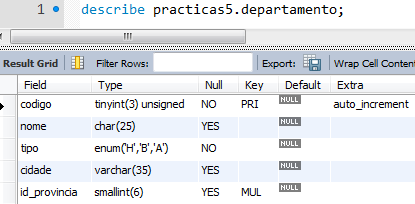 1 describe practicas5.departamento;
Result Grid Filter Rows: Export: Wrap Cell Conten
Field Type Null Key Default Extra
codigo tinyint(3) unsigned NO PRI NULL auto_increment
nome char(25) YES NULL
tipo enum('H','B','A') NO NULL
cidade varchar(35) YES NULL
id_provincia smallint(6) YES MUL NULL